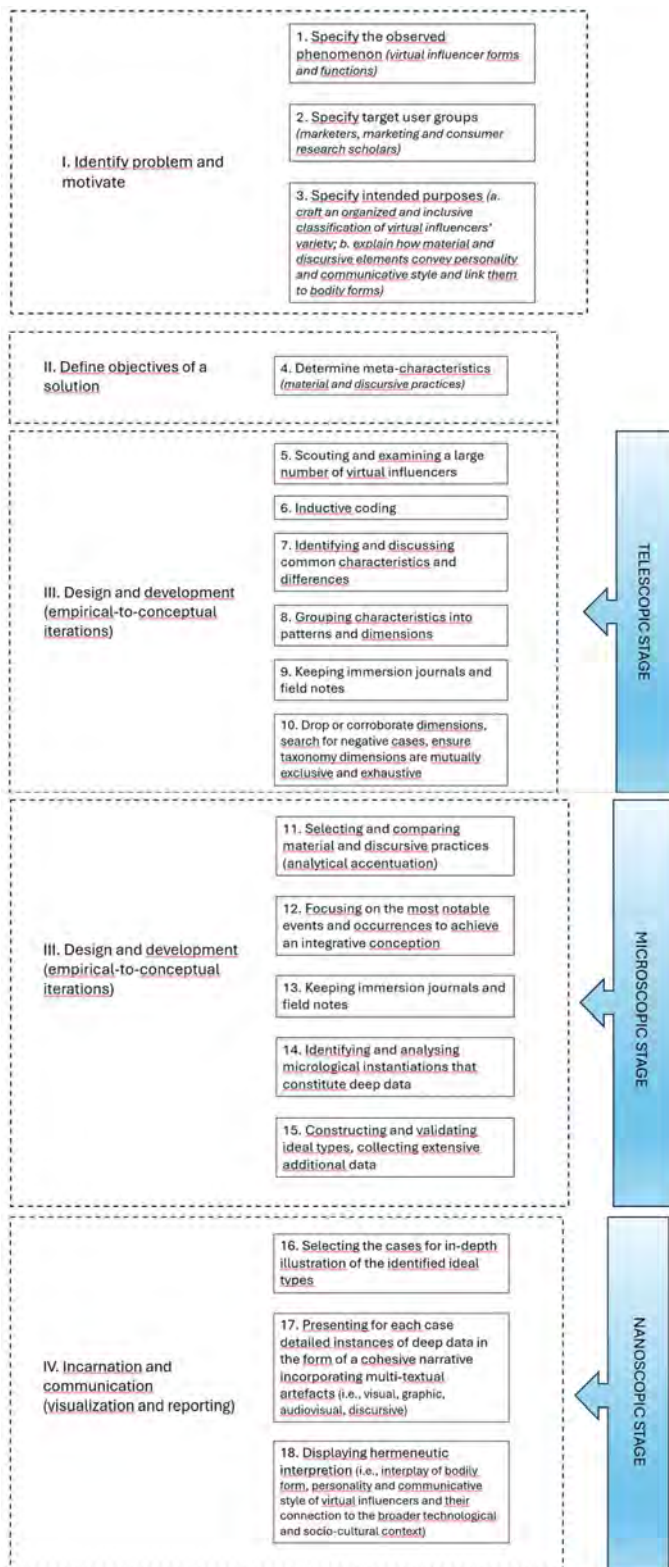 1. Specify the observed
phenomenon (virtual influencer forms
and functions)
I. Identify problem and
motivate
2. Specify target user groups
(marketers, marketing and consumer
research scholars)
3. Specify intended purposes (a.
craft an organized and inclusive
classification of virtual influencers'
variety; b. explain how material and
discursive elements convey personality
and communicative style and link them
to bodily forms)
II. Define objectives of a
solution
4. Determine meta-characteristics
(material and discursive practices)
III. Design and development
(empirical-to-conceptual
iterations)
5. Scouting and examining a large
number of virtual influencers
6. Inductive coding
7. Identifying and discussing
common characteristics and
differences
8. Grouping characteristics into
patterns and dimensions
9. Keeping immersion journals and
field notes
10. Drop or corroborate dimensions,
search for negative cases, ensure
taxonomy dimensions are mutually
exclusive and exhaustive
TELESCOPIC STAGE
III. Design and development
(empirical-to-conceptual
iterations)
11. Selecting and comparing
material and discursive practices
(analytical accentuation)
12. Focusing on the most notable
events and occurrences to achieve
an integrative conception
13. Keeping immersion journals and
field notes
14. Identifying and analysing
micrological instantiations that
constitute deep data
15. Constructing and validating
ideal types, collecting extensive
additional data
MICROSCOPIC STAGE
IV. Incarnation and
communication
(visualization and reporting)
16. Selecting the cases for in-depth
illustration of the identified ideal
types
17. Presenting for each case
detailed instances of deep data in
the form of a cohesive narrative
incorporating multi-textual
artefacts (i.e., visual, graphic,
audiovisual, discursive)
18. Displaying hermeneutic
interpretion (i.e., interplay of bodily
form, personality and communicative
style of virtual influencers and their
connection to the broader technological
and socio-cultural context)
NANOSCOPIC STAGE